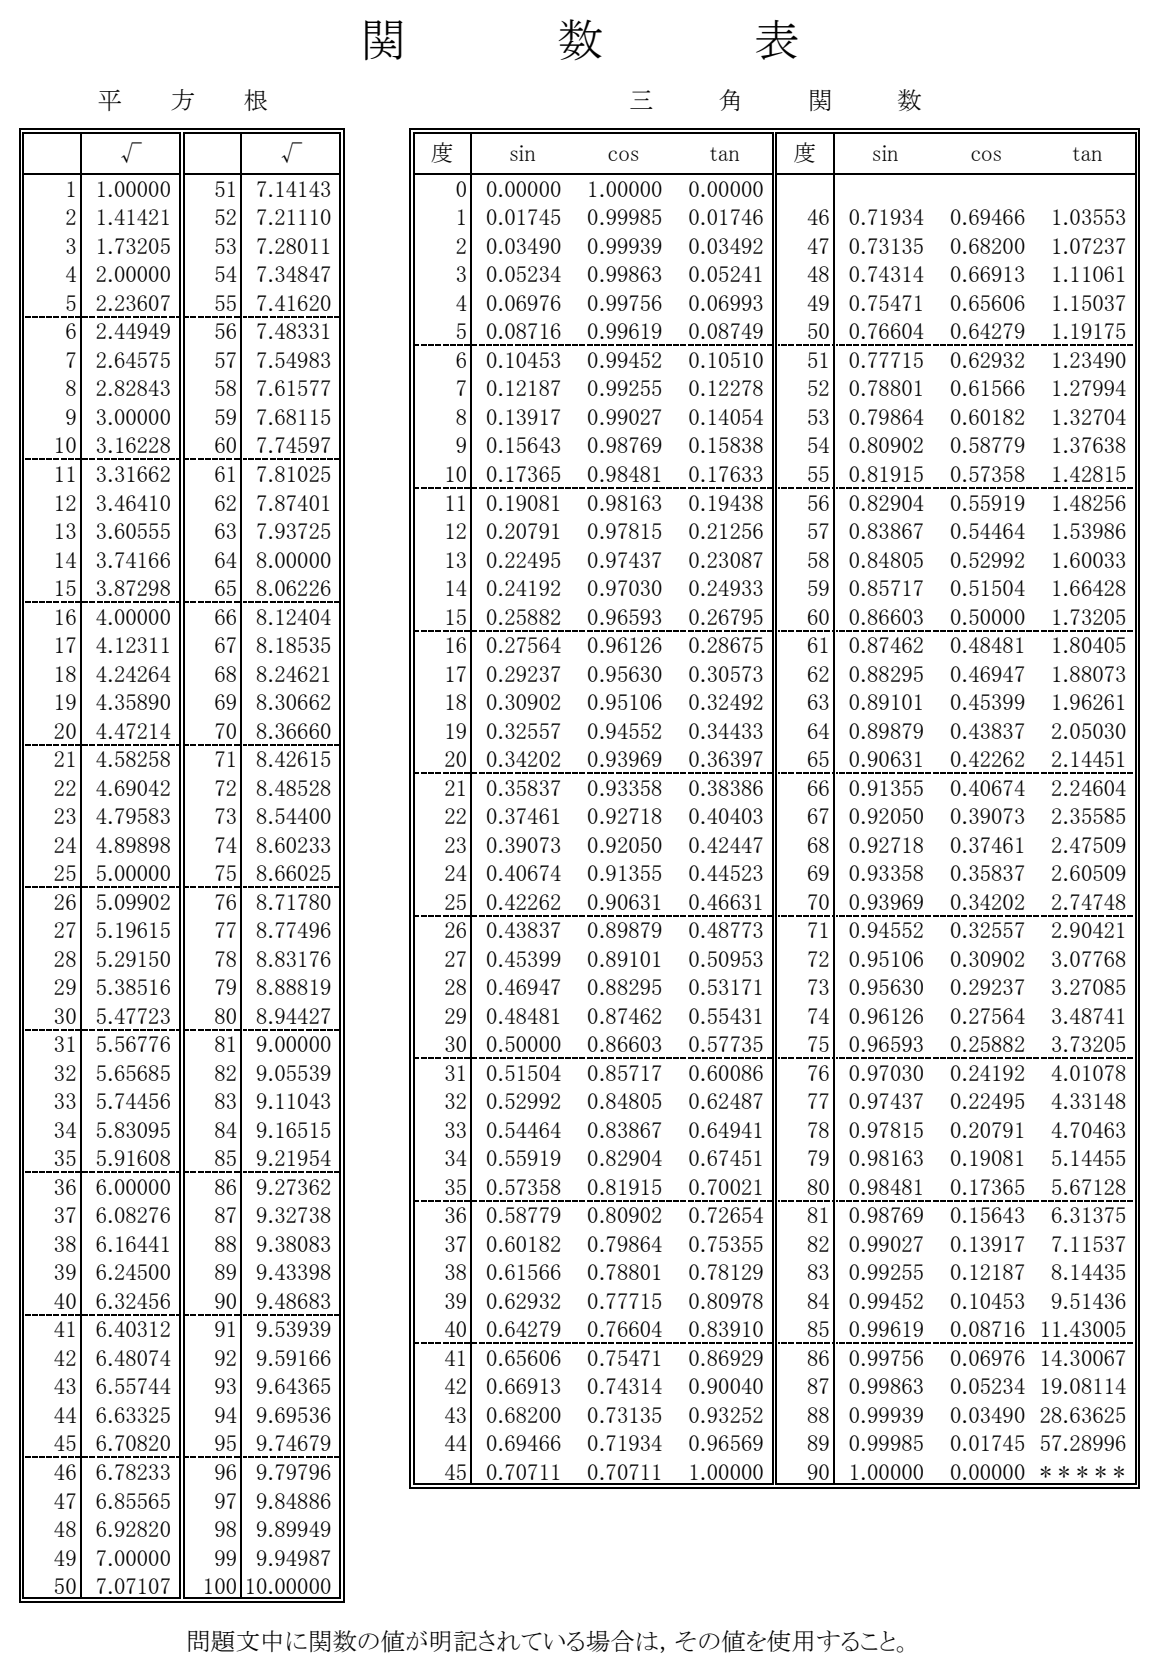 関 数 表
平 方 根
三 角 関 数
√ √
1 1.00000 51 7.14143
2 1.41421 52 7.21110
3 1.73205 53 7.28011
4 2.00000 54 7.34847
5 2.23607 55 7.41620
6 2.44949 56 7.48331
7 2.64575 57 7.54983
8 2.82843 58 7.61577
9 3.00000 59 7.68115
10 3.16228 60 7.74597
11 3.31662 61 7.81025
12 3.46410 62 7.87401
13 3.60555 63 7.93725
14 3.74166 64 8.00000
15 3.87298 65 8.06226
16 4.00000 66 8.12404
17 4.12311 67 8.18535
18 4.24264 68 8.24621
19 4.35890 69 8.30662
20 4.47214 70 8.36660
21 4.58258 71 8.42615
22 4.69042 72 8.48528
23 4.79583 73 8.54400
24 4.89898 74 8.60233
25 5.00000 75 8.66025
26 5.09902 76 8.71780
27 5.19615 77 8.77496
28 5.29150 78 8.83176
29 5.38516 79 8.88819
30 5.47723 80 8.94427
31 5.56776 81 9.00000
32 5.65685 82 9.05539
33 5.74456 83 9.11043
34 5.83095 84 9.16515
35 5.91608 85 9.21954
36 6.00000 86 9.27362
37 6.08276 87 9.32738
38 6.16441 88 9.38083
39 6.24500 89 9.43398
40 6.32456 90 9.48683
41 6.40312 91 9.53939
42 6.48074 92 9.59166
43 6.55744 93 9.64365
44 6.63325 94 9.69536
45 6.70820 95 9.74679
46 6.78233 96 9.79796
47 6.85565 97 9.84886
48 6.92820 98 9.89949
49 7.00000 99 9.94987
50 7.07107 100 10.00000
度 sin cos tan 度 sin cos tan
0 0.00000 1.00000 0.00000
1 0.01745 0.99985 0.01746 46 0.71934 0.69466 1.03553
2 0.03490 0.99939 0.03492 47 0.73135 0.68200 1.07237
3 0.05234 0.99863 0.05241 48 0.74314 0.66913 1.11061
4 0.06976 0.99756 0.06993 49 0.75471 0.65606 1.15037
5 0.08716 0.99619 0.08749 50 0.76604 0.64279 1.19175
6 0.10453 0.99452 0.10510 51 0.77715 0.62932 1.23490
7 0.12187 0.99255 0.12278 52 0.78801 0.61566 1.27994
8 0.13917 0.99027 0.14054 53 0.79864 0.60182 1.32704
9 0.15643 0.98769 0.15838 54 0.80902 0.58779 1.37638
10 0.17365 0.98481 0.17633 55 0.81915 0.57358 1.42815
11 0.19081 0.98163 0.19438 56 0.82904 0.55919 1.48256
12 0.20791 0.97815 0.21256 57 0.83867 0.54464 1.53986
13 0.22495 0.97437 0.23087 58 0.84805 0.52992 1.60033
14 0.24192 0.97030 0.24933 59 0.85717 0.51504 1.66428
15 0.25882 0.96593 0.26795 60 0.86603 0.50000 1.73205
16 0.27564 0.96126 0.28675 61 0.87462 0.48481 1.80405
17 0.29237 0.95630 0.30573 62 0.88295 0.46947 1.88073
18 0.30902 0.95106 0.32492 63 0.89101 0.45399 1.96261
19 0.32557 0.94552 0.34433 64 0.89879 0.43837 2.05030
20 0.34202 0.93969 0.36397 65 0.90631 0.42262 2.14451
21 0.35837 0.93358 0.38386 66 0.91355 0.40674 2.24604
22 0.37461 0.92718 0.40403 67 0.92050 0.39073 2.35585
23 0.39073 0.92050 0.42447 68 0.92718 0.37461 2.47509
24 0.40674 0.91355 0.44523 69 0.93358 0.35837 2.60509
25 0.42262 0.90631 0.46631 70 0.93969 0.34202 2.74748
26 0.43837 0.89879 0.48773 71 0.94552 0.32557 2.90421
27 0.45399 0.89101 0.50953 72 0.95106 0.30902 3.07768
28 0.46947 0.88295 0.53171 73 0.95630 0.29237 3.27085
29 0.48481 0.87462 0.55431 74 0.96126 0.27564 3.48741
30 0.50000 0.86603 0.57735 75 0.96593 0.25882 3.73205
31 0.51504 0.85717 0.60086 76 0.97030 0.24192 4.01078
32 0.52992 0.84805 0.62487 77 0.97437 0.22495 4.33148
33 0.54464 0.83867 0.64941 78 0.97815 0.20791 4.70463
34 0.55919 0.82904 0.67451 79 0.98163 0.19081 5.14455
35 0.57358 0.81915 0.70021 80 0.98481 0.17365 5.67128
36 0.58779 0.80902 0.72654 81 0.98769 0.15643 6.31375
37 0.60182 0.79864 0.75355 82 0.99027 0.13917 7.11537
38 0.61566 0.78801 0.78129 83 0.99255 0.12187 8.14435
39 0.62932 0.77715 0.80978 84 0.99452 0.10453 9.51436
40 0.64279 0.76604 0.83910 85 0.99619 0.08716 11.43005
41 0.65606 0.75471 0.86929 86 0.99756 0.06976 14.30067
42 0.66913 0.74314 0.90040 87 0.99863 0.05234 19.08114
43 0.68200 0.73135 0.93252 88 0.99939 0.03490 28.63625
44 0.69466 0.71934 0.96569 89 0.99985 0.01745 57.28996
45 0.70711 0.70711 1.00000 90 1.00000 0.00000 *****
問題文中に関数の値が明記されている場合は，その値を使用すること。